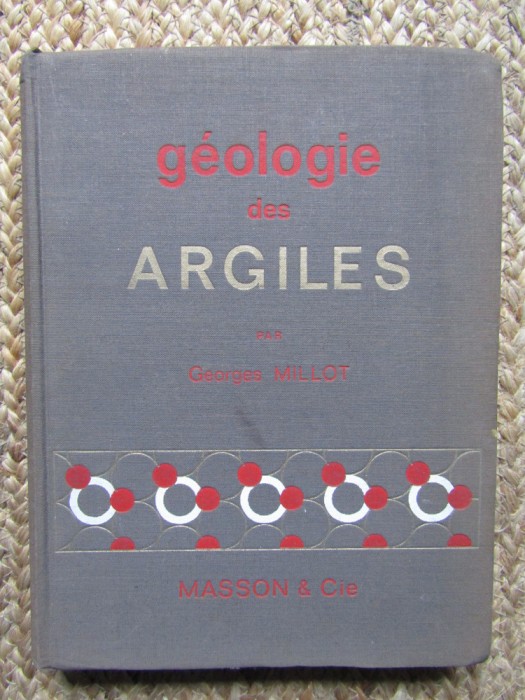 géologie
des
ARGILES
PAR
Georges MILLOT
MASSON & Cie